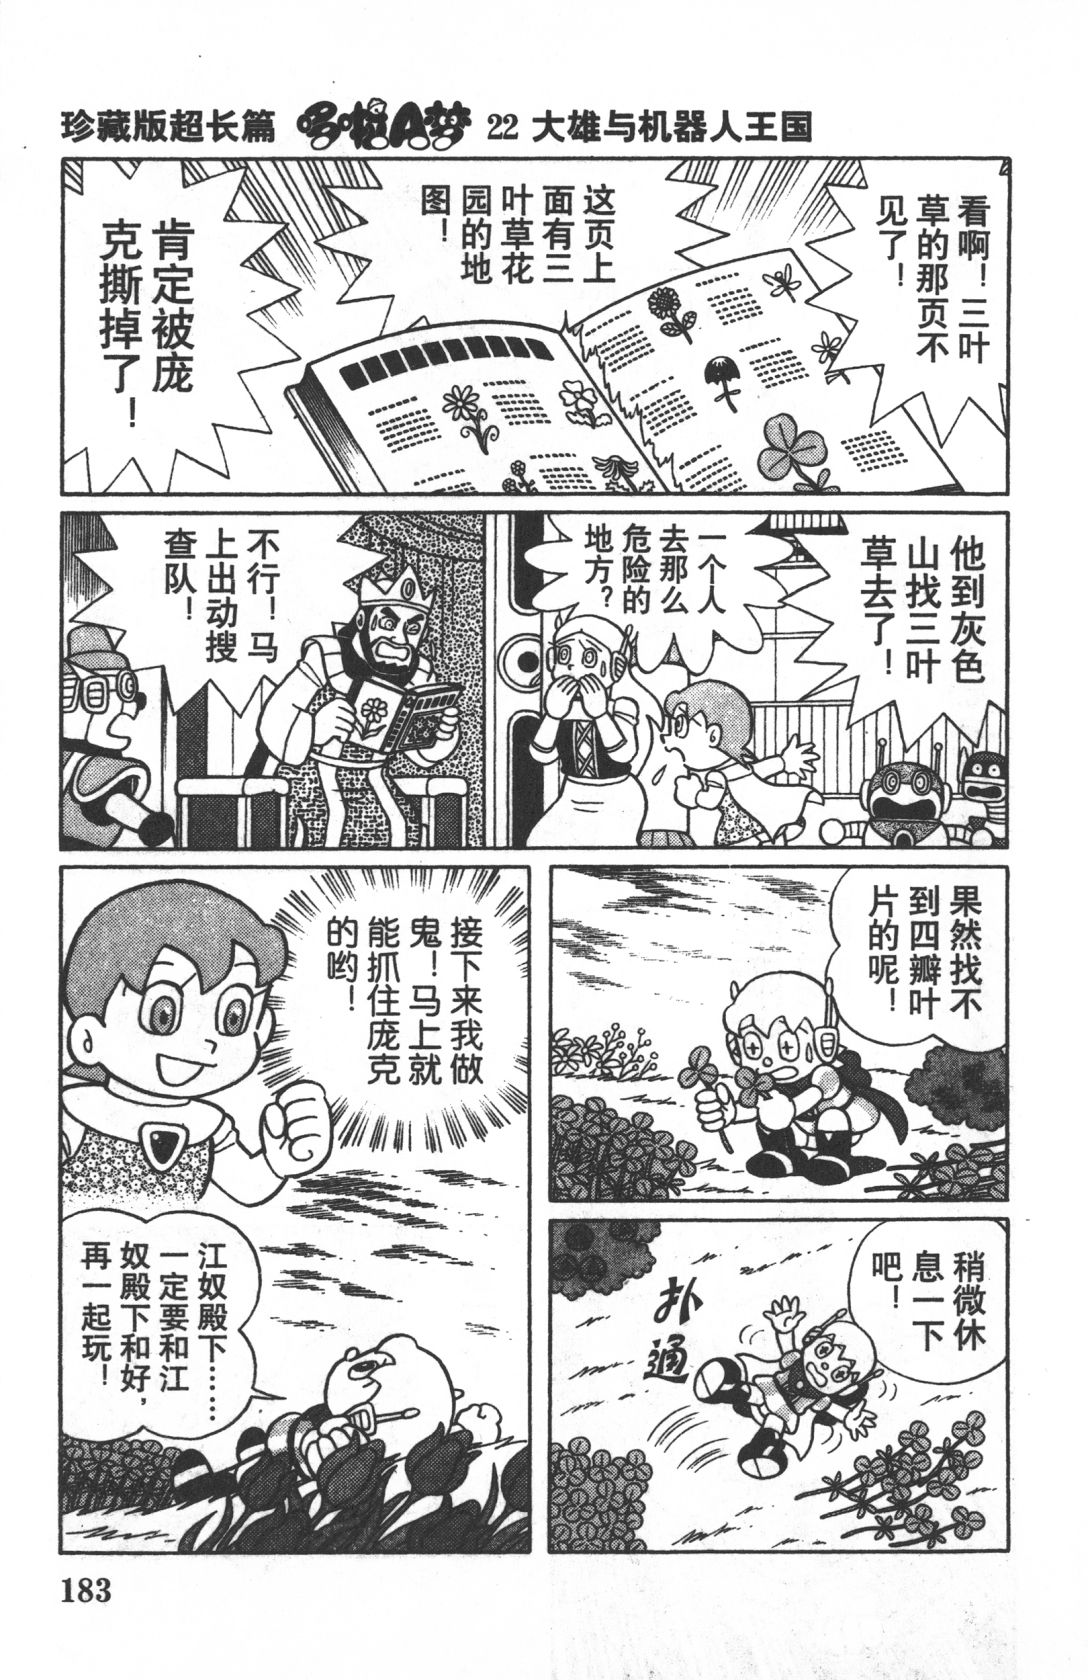 珍藏版超长篇 哆啦A梦 22 大雄与机器人王国
看啊！三叶
草的那页不
见了！
这页上
面有三
叶草花
园的地
图！
肯定被庞
克撕掉了！
他到灰色
山找三叶
草去了！
一个人
去那么
危险的
地方？
不行！马
上出动搜
查队！
果然找不
到四瓣叶
片的呢！
稍微休
息一下
吧！
扑
通
接下来我做
鬼！马上就
能抓住庞克
的哟！
江奴殿下……
一定要和江
奴殿下和好，
再一起玩！
183